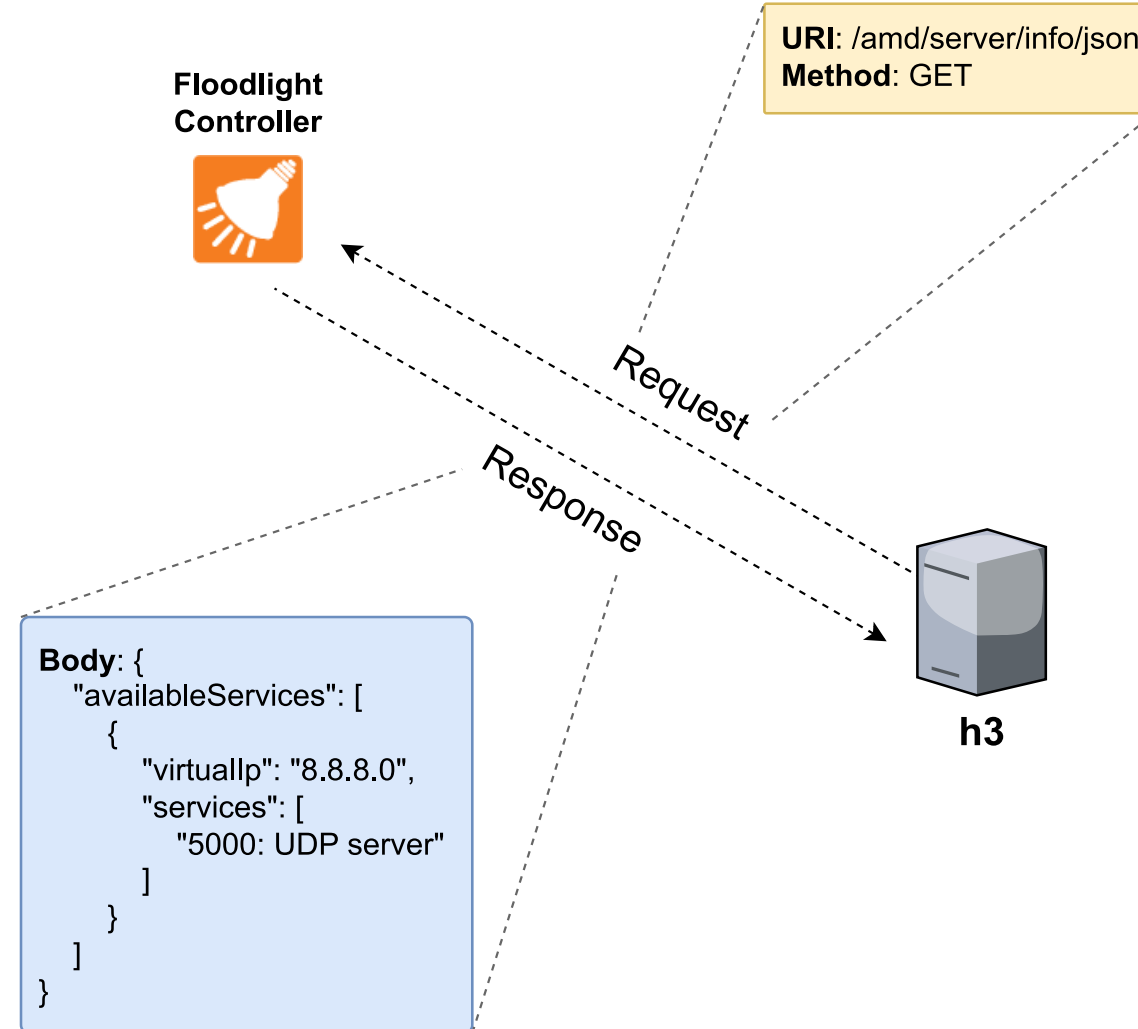 URI: /amd/server/info/json
Method: GET
Floodlight
Controller
Request
Response
Body: {
"availableServices": [
{
"virtualIp": "8.8.8.0",
"services": [
"5000: UDP server"
]
}
]
}
h3